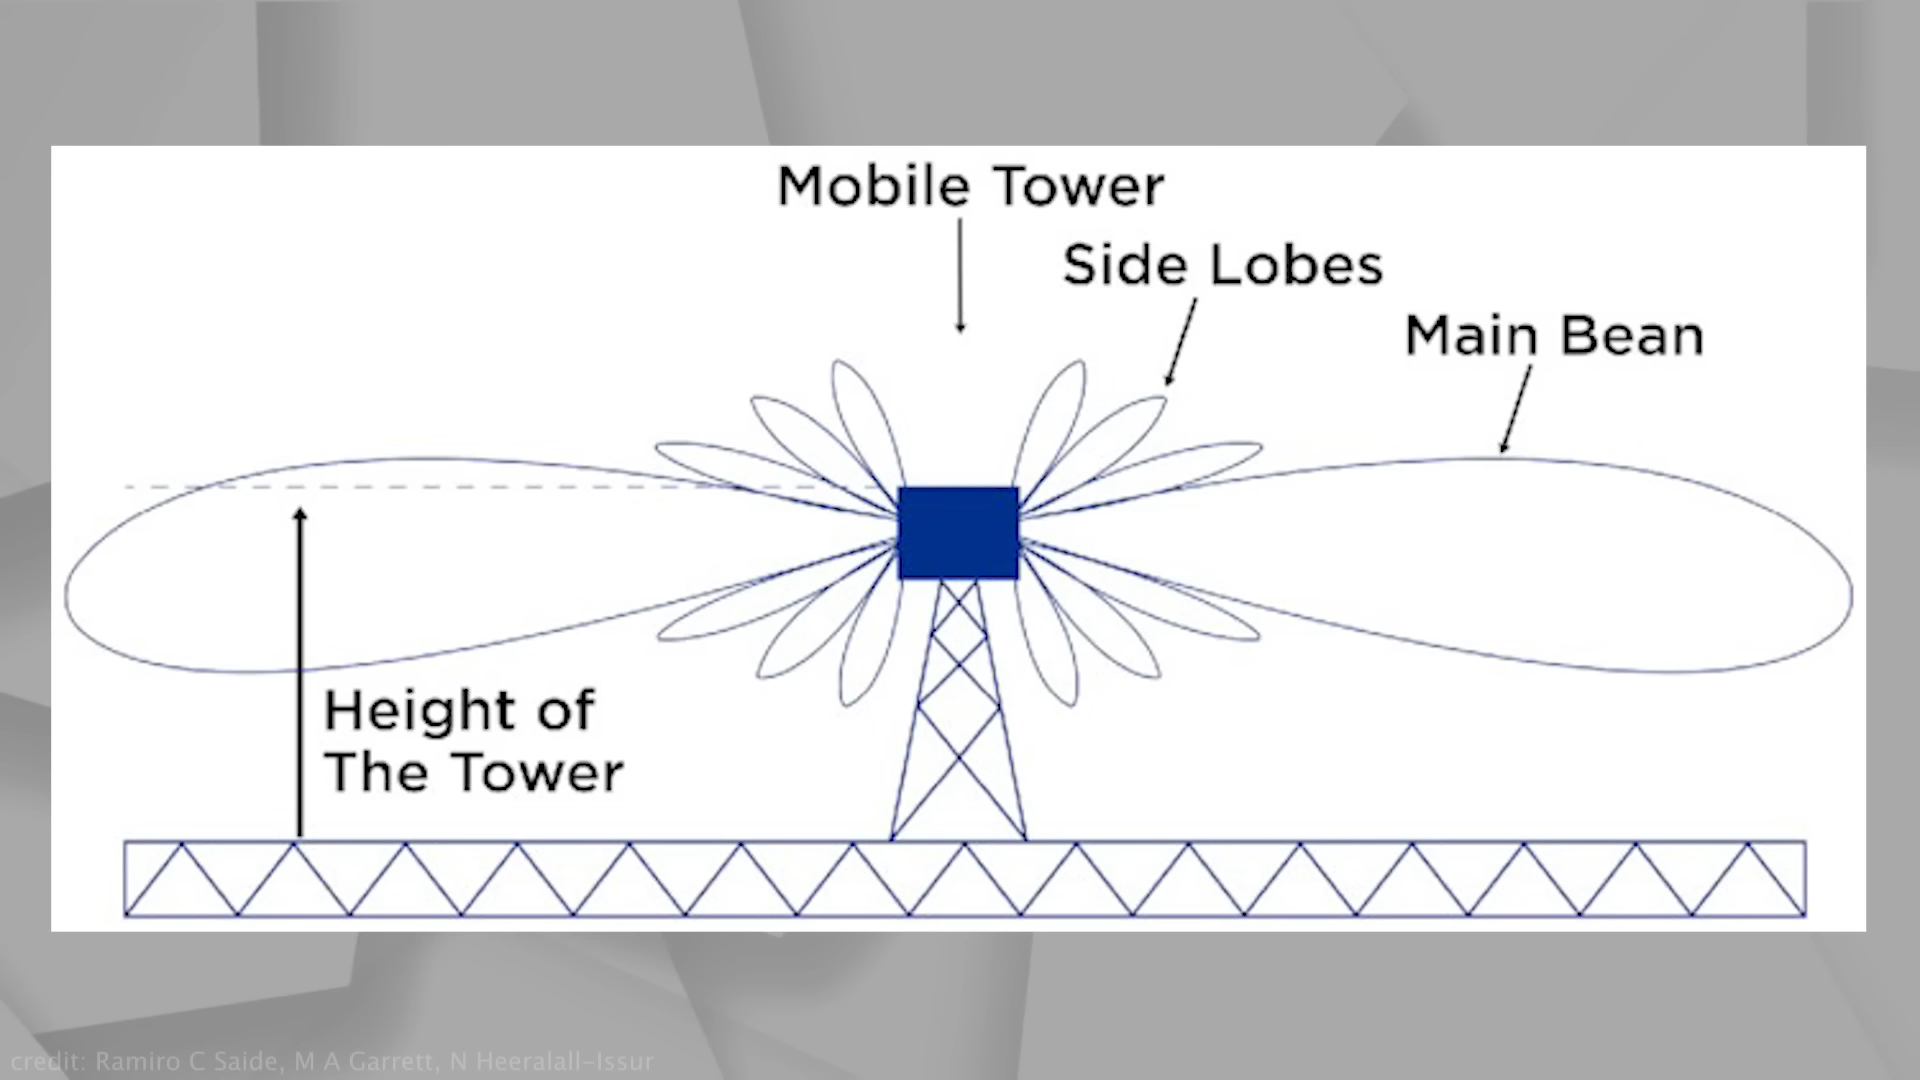 Mobile Tower
Side Lobes
Main Bean
Height of
The Tower
credit: Ramiro C Saide, M A Garrett, N Heeralall-Issur